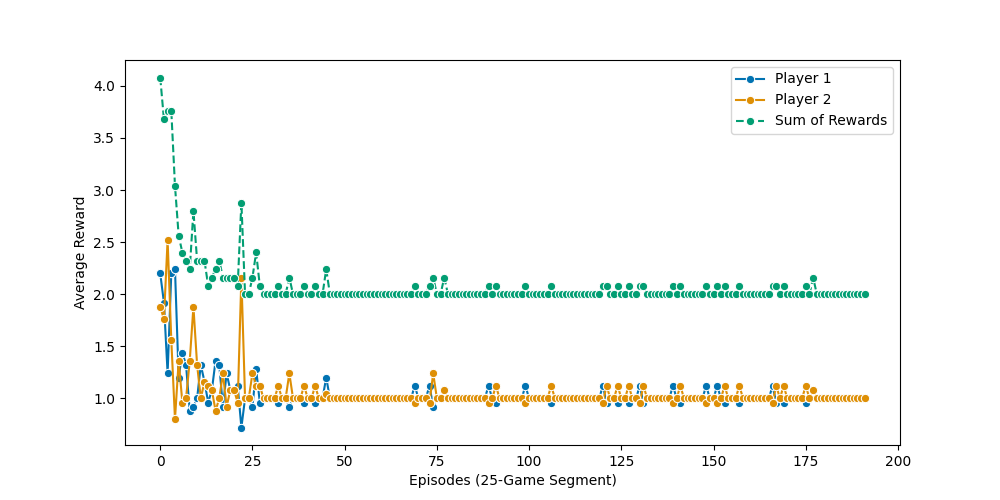 Player 1
Player 2
Sum of Rewards
Average Reward
4.0
3.5
3.0
2.5
2.0
1.5
1.0
0 25 50 75 100 125 150 175 200
Episodes (25-Game Segment)